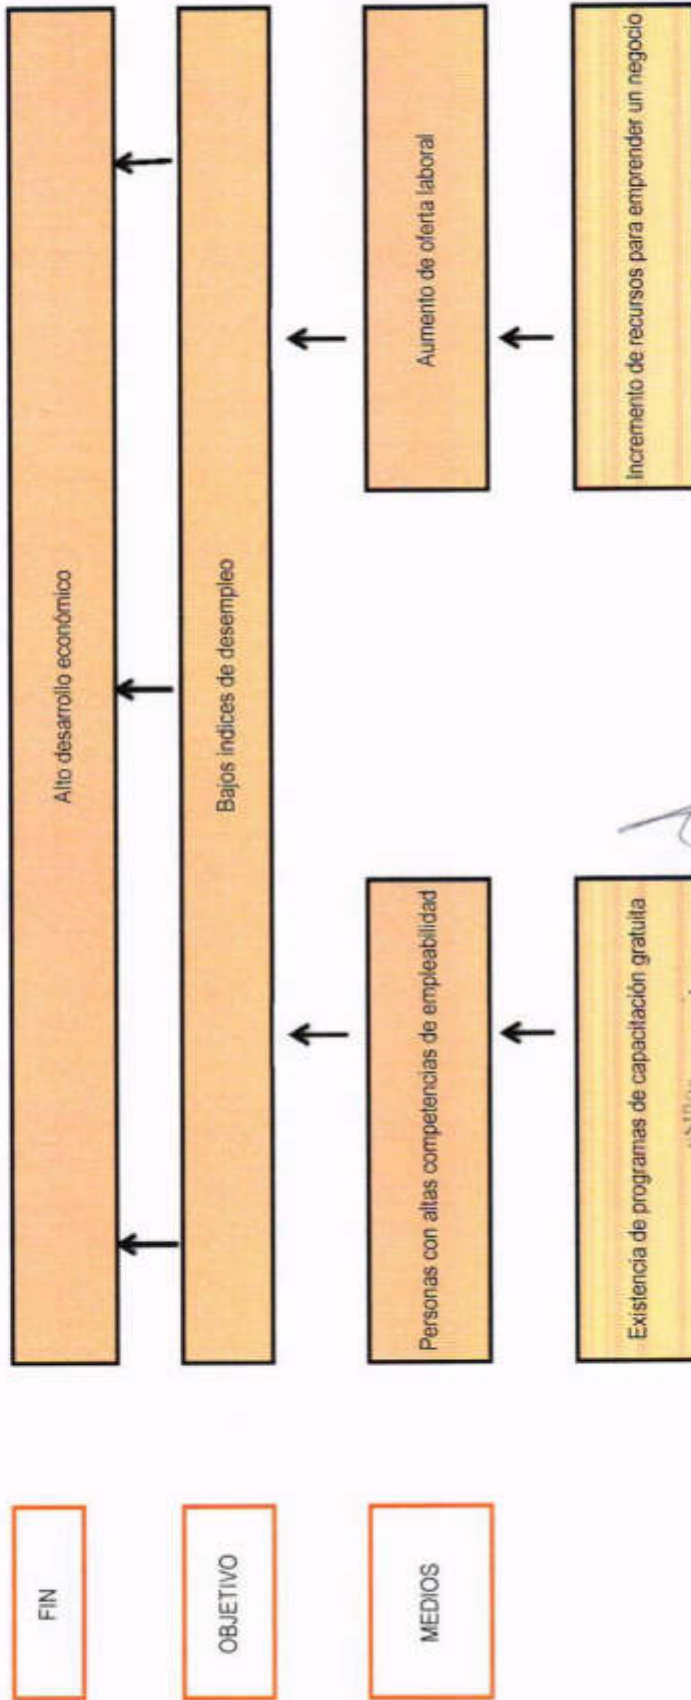 FIN
Alto desarrollo económico
OBJETIVO
Bajos índices de desempleo
MEDIOS
Personas con altas competencias de empleabilidad
Aumento de oferta laboral
Existencia de programas de capacitación gratuita
Incremento de recursos para emprender un negocio